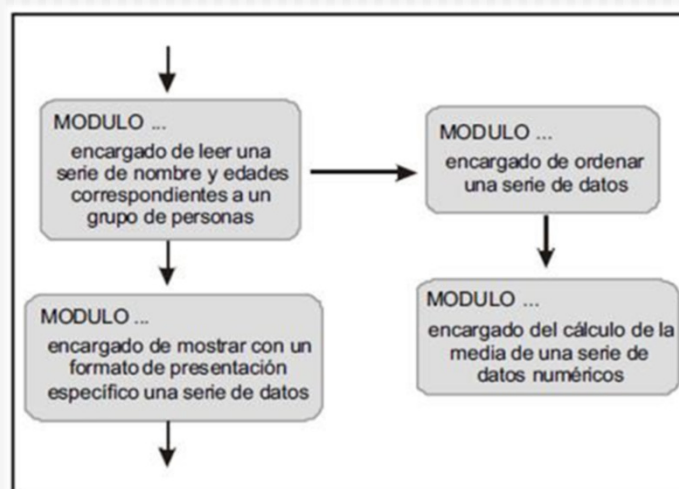 MODULO ...
encargado de leer una
serie de nombre y edades
correspondientes a un
grupo de personas
MODULO ...
encargado de ordenar
una serie de datos
MODULO ...
encargado de mostrar con un
formato de presentación
específico una serie de datos
MODULO ...
encargado del cálculo de la
media de una serie de
datos numéricos